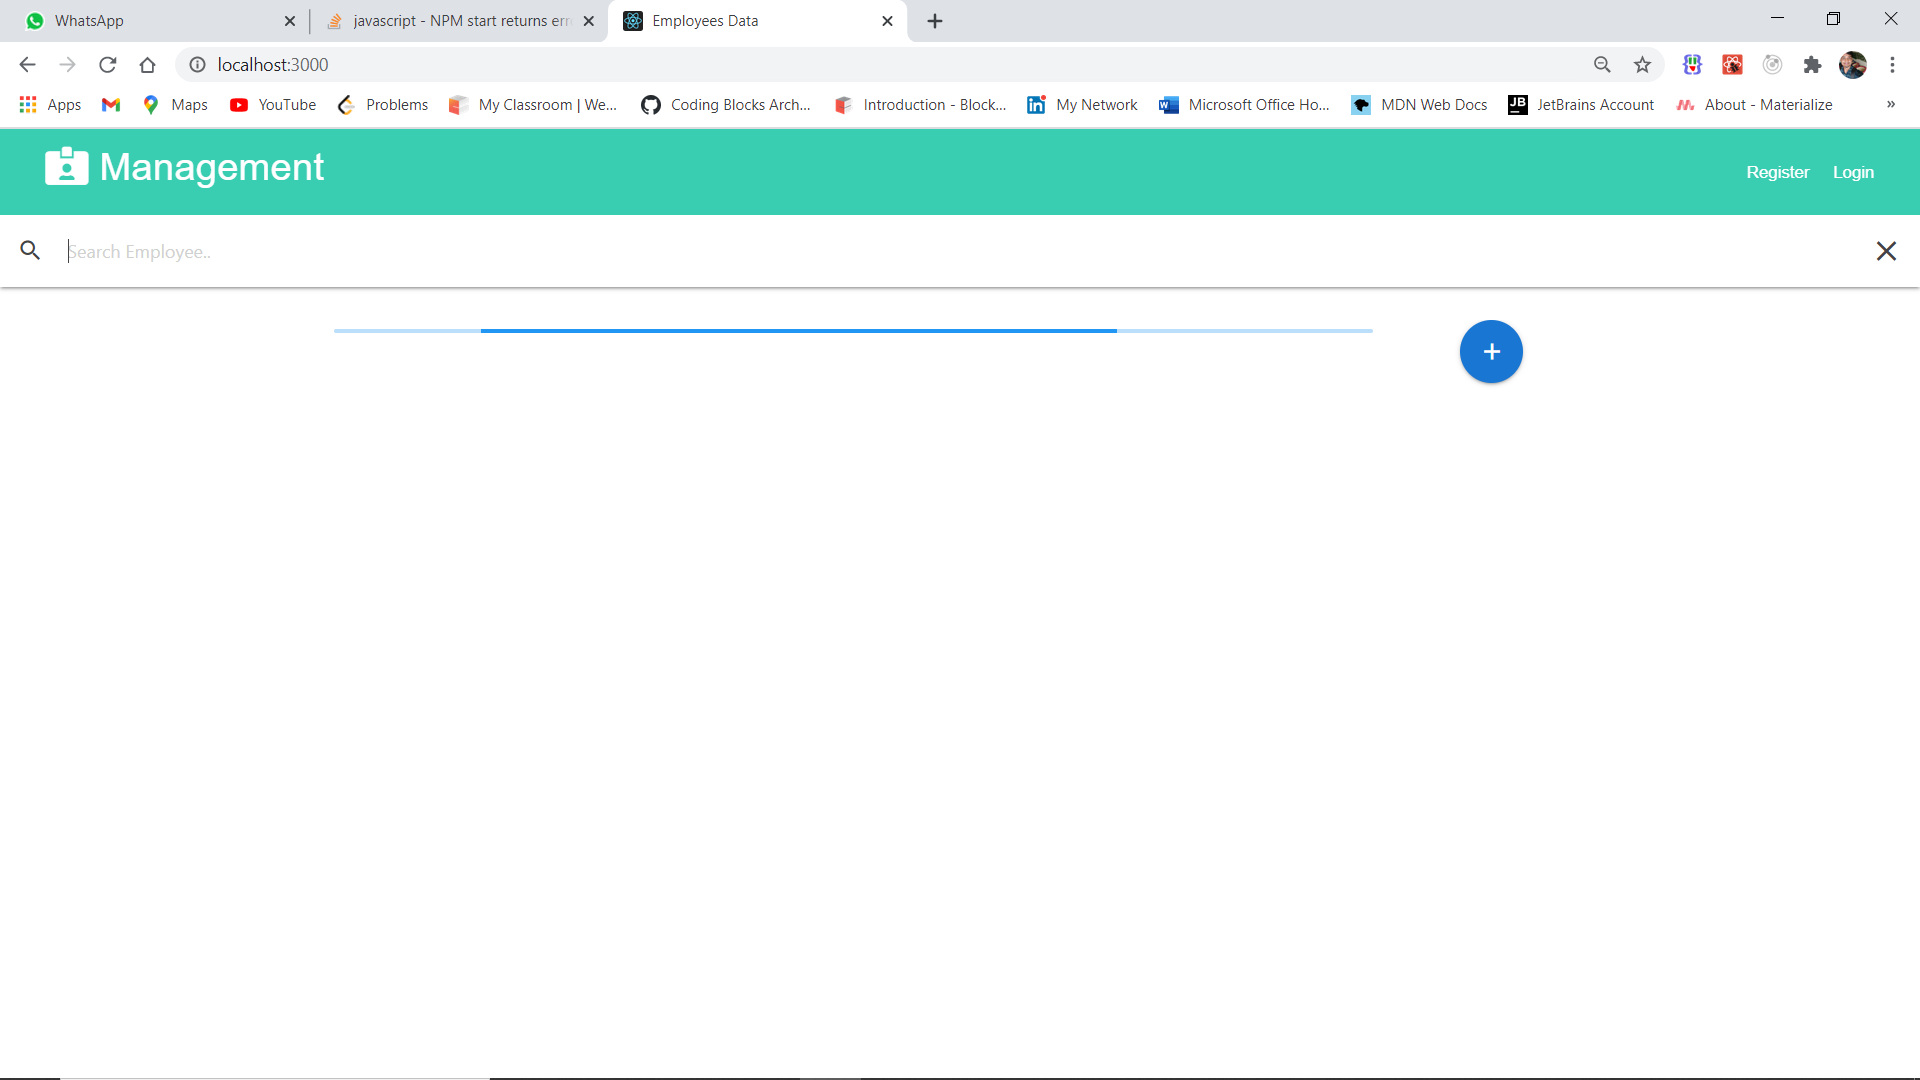 WhatsApp
javascript - NPM start returns err
Employees Data
localhost:3000
Apps
Maps
YouTube
Problems
My Classroom | We...
Coding Blocks Arch...
Introduction - Block...
My Network
Microsoft Office Ho...
MDN Web Docs
JB JetBrains Account
About - Materialize
»
Management
Register
Login
Search Employee..